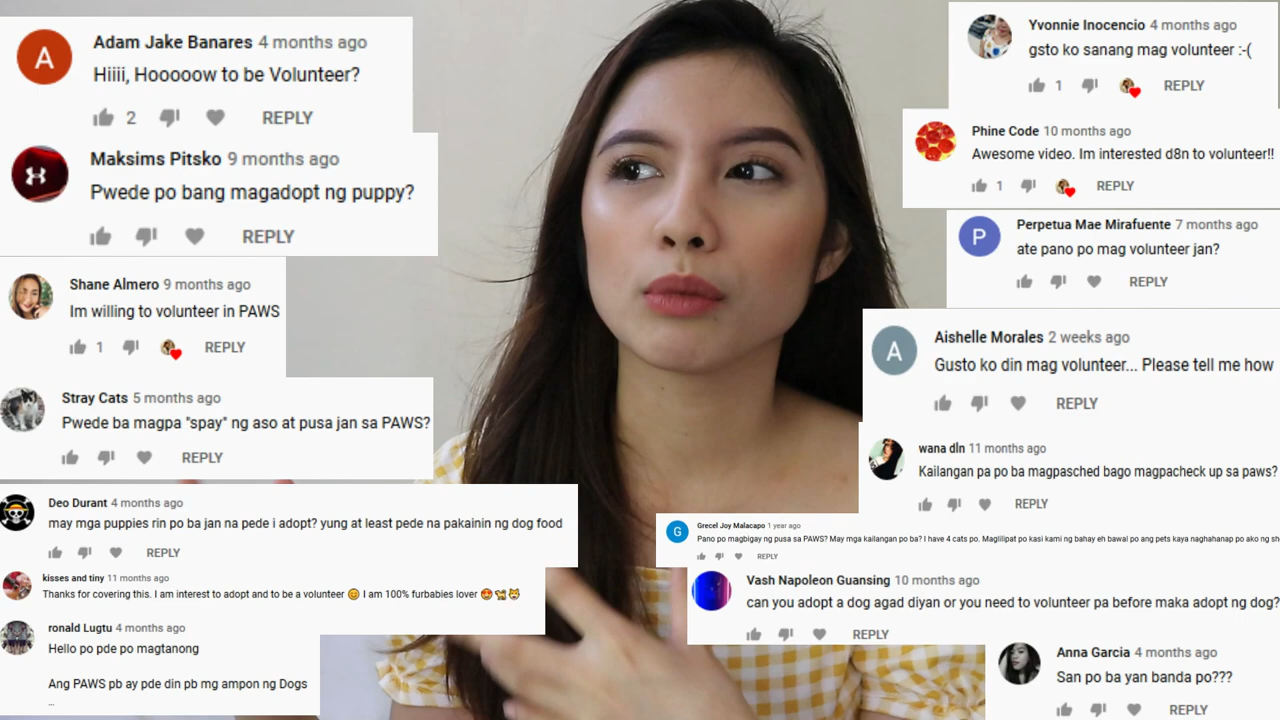 Adam Jake Banares 4 months ago
Hiiii, Hooooow to be Volunteer?
2 REPLY
Maksims Pitsko 9 months ago
Pwede po bang magadopt ng puppy?
REPLY
Shane Almero 9 months ago
Im willing to volunteer in PAWS
1 REPLY
Stray Cats 5 months ago
Pwede ba magpa "spay" ng aso at pusa jan sa PAWS?
REPLY
Deo Durant 4 months ago
may mga puppies rin po ba jan na pede i adopt? yung at least pede na pakainin ng dog food
REPLY
kisses and tiny 11 months ago
Thanks for covering this. I am interest to adopt and to be a volunteer 😊 I am 100% furbabies lover 😍🐕😺
ronald Lugtu 4 months ago
Hello po pde po magtanong
Ang PAWS pb ay pde din pb mg ampon ng Dogs
...
Yvonnie Inocencio 4 months ago
gsto ko sanang mag volunteer :-(
1 REPLY
Phine Code 10 months ago
Awesome video. Im interested d8n to volunteer!!
1 REPLY
P
Perpetua Mae Mirafuente 7 months ago
ate pano po mag volunteer jan?
REPLY
A
Aishelle Morales 2 weeks ago
Gusto ko din mag volunteer... Please tell me how
REPLY
wana dln 11 months ago
Kailangan pa po ba magpasched bago magpacheck up sa paws?
REPLY
G
Grecel Joy Malacapo 1 year ago
Pano po magbigay ng pusa sa PAWS? May mga kailangan po ba? I have 4 cats po. Maglilipat po kasi kami ng bahay eh bawal po ang pets kaya naghahanap po ako ng sh
REPLY
Vash Napoleon Guansing 10 months ago
can you adopt a dog agad diyan or you need to volunteer pa before maka adopt ng dog?
REPLY
Anna Garcia 4 months ago
San po ba yan banda po???
REPLY
A